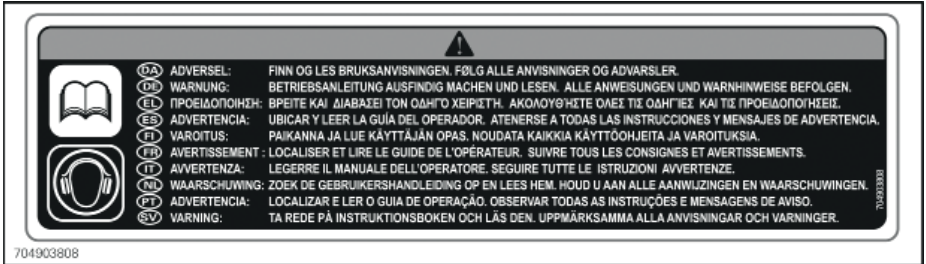 DA ADVERSEL: FINN OG LES BRUKSANVISNINGEN. FØLG ALLE ANVISNINGER OG ADVARSLER.
DE WARNUNG: BETRIEBSANLEITUNG AUSFINDIG MACHEN UND LESEN. ALLE ANWEISUNGEN UND WARNHINWEISE BEFOLGEN.
EL ΠΡΟΕΙΔΟΠΟΙΗΣΗ: ΒΡΕΙΤΕ ΚΑΙ ΔΙΑΒΆΣΕΙ ΤΟΝ ΟΔΗΓΌ ΧΕΙΡΙΣΤΉ. ΑΚΟΛΟΥΘΉΣΤΕ ΌΛΕΣ ΤΙΣ ΟΔΗΓΊΕΣ ΚΑΙ ΤΙΣ ΠΡΟΕΙΔΟΠΟΙΉΣΕΙΣ.
ES ADVERTENCIA: UBICAR Y LEER LA GUÍA DEL OPERADOR. ATENERSE A TODAS LAS INSTRUCCIONES Y MENSAJES DE ADVERTENCIA.
FI VAROITUS: PAIKANNA JA LUE KÄYTTÄJÄN OPAS. NOUDATA KAIKKIA KÄYTTÖOHJEITA JA VAROITUKSIA.
FR AVERTISSEMENT : LOCALISER ET LIRE LE GUIDE DE L'OPÉRATEUR. SUIVRE TOUS LES CONSIGNES ET AVERTISSEMENTS.
IT AVVERTENZA: LEGERRE IL MANUALE DELL'OPERATORE. SEGUIRE TUTTE LE ISTRUZIONI AVVERTENZE.
NL WAARSCHUWING: ZOEK DE GEBRUIKERSHANDLEIDING OP EN LEES HEM. HOUD U AAN ALLE AANWIJZINGEN EN WAARSCHUWINGEN.
PT ADVERTENCIA: LOCALIZAR E LER O GUIA DE OPERAÇÃO. OBSERVAR TODAS AS INSTRUÇÕES E MENSAGENS DE AVISO.
SV VARNING: TA REDE PÅ INSTRUKTIONSBOKEN OCH LÄS DEN. UPPMÄRKSAMMA ALLA ANVISNINGAR OCH VARNINGER.
704903808
704903808